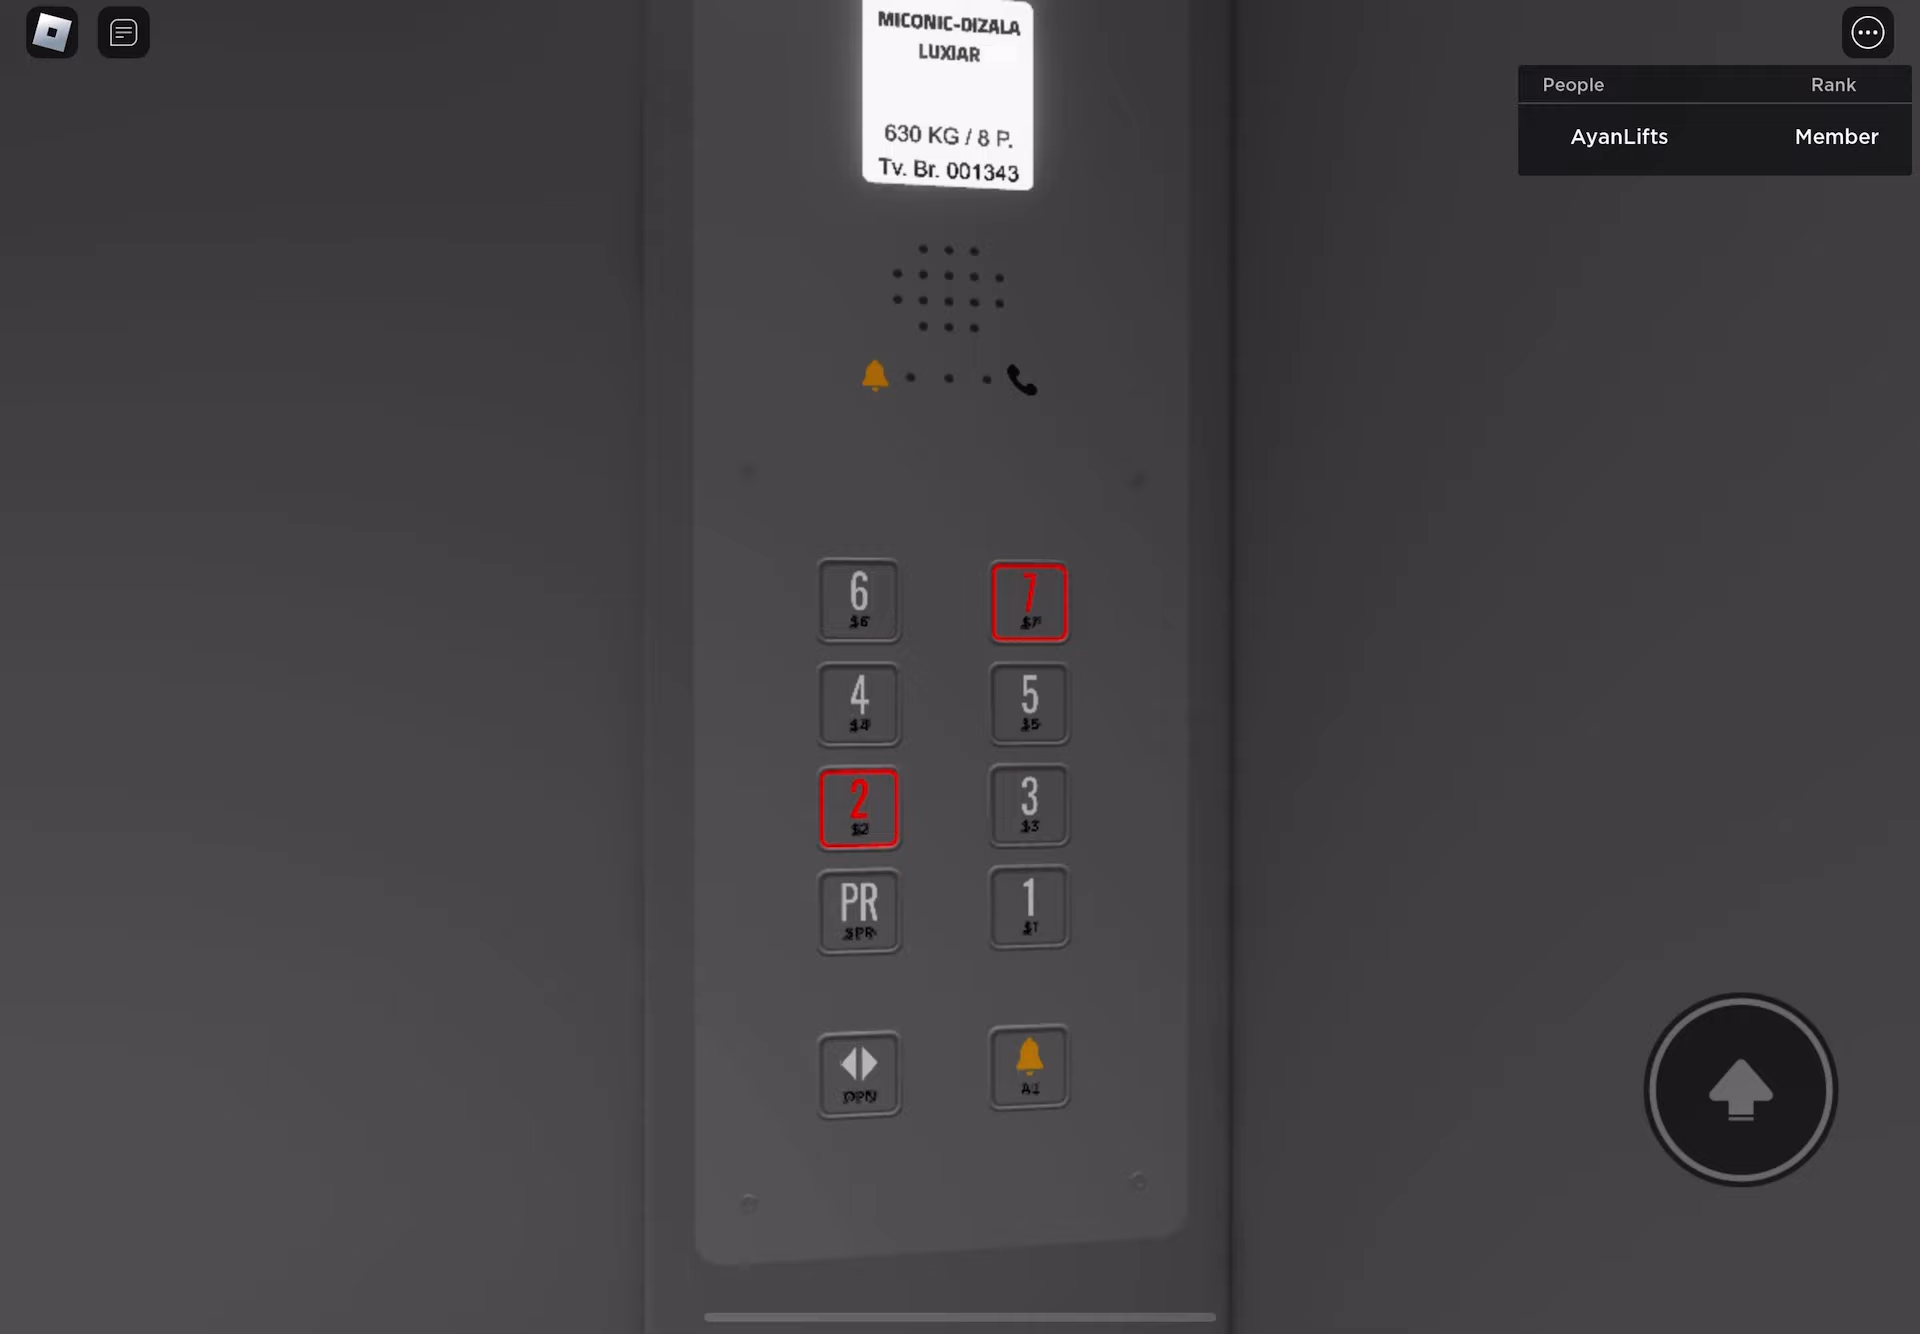 MICONIC-DIZALA
LUXIAR
630 KG / 8 P.
Tv. Br. 001343
People Rank
AyanLifts Member
6 7
4 5
2 3
PR 1